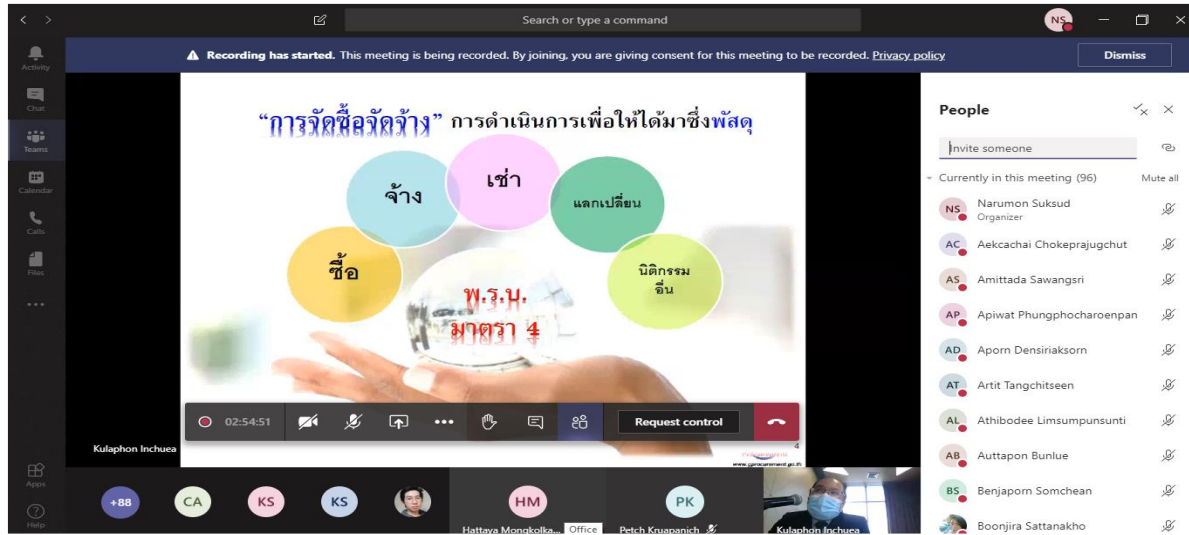 Search or type a command
NS
Recording has started. This meeting is being recorded. By joining, you are giving consent for this meeting to be recorded. Privacy policy
Dismiss
Activity
Chat
Teams
Calendar
Calls
Files
Apps
Help
“การจัดซื้อจัดจ้าง” การดำเนินการเพื่อให้ได้มาซึ่งพัสดุ
ซื้อ
จ้าง
เช่า
แลกเปลี่ยน
นิติกรรม
อื่น
พ.ร.บ.
มาตรา 4
02:54:51
Request control
Kulaphon Inchuea
4
www.gprocurement.go.th
+88
CA
KS
KS
HM
Hattaya Mongkolka... Office
PK
Petch Kruapanich
Kulaphon Inchuea
People
Invite someone
Currently in this meeting (96)
Mute all
NS
Narumon Suksud
Organizer
AC
Aekcachai Chokeprajugchut
AS
Amittada Sawangsri
AP
Apiwat Phungphocharoenpan
AD
Aporn Densiriaksorn
AT
Artit Tangchitseen
AL
Athibodee Limsumpunsunti
AB
Auttapon Bunlue
BS
Benjaporn Somchean
Boonjira Sattanakho